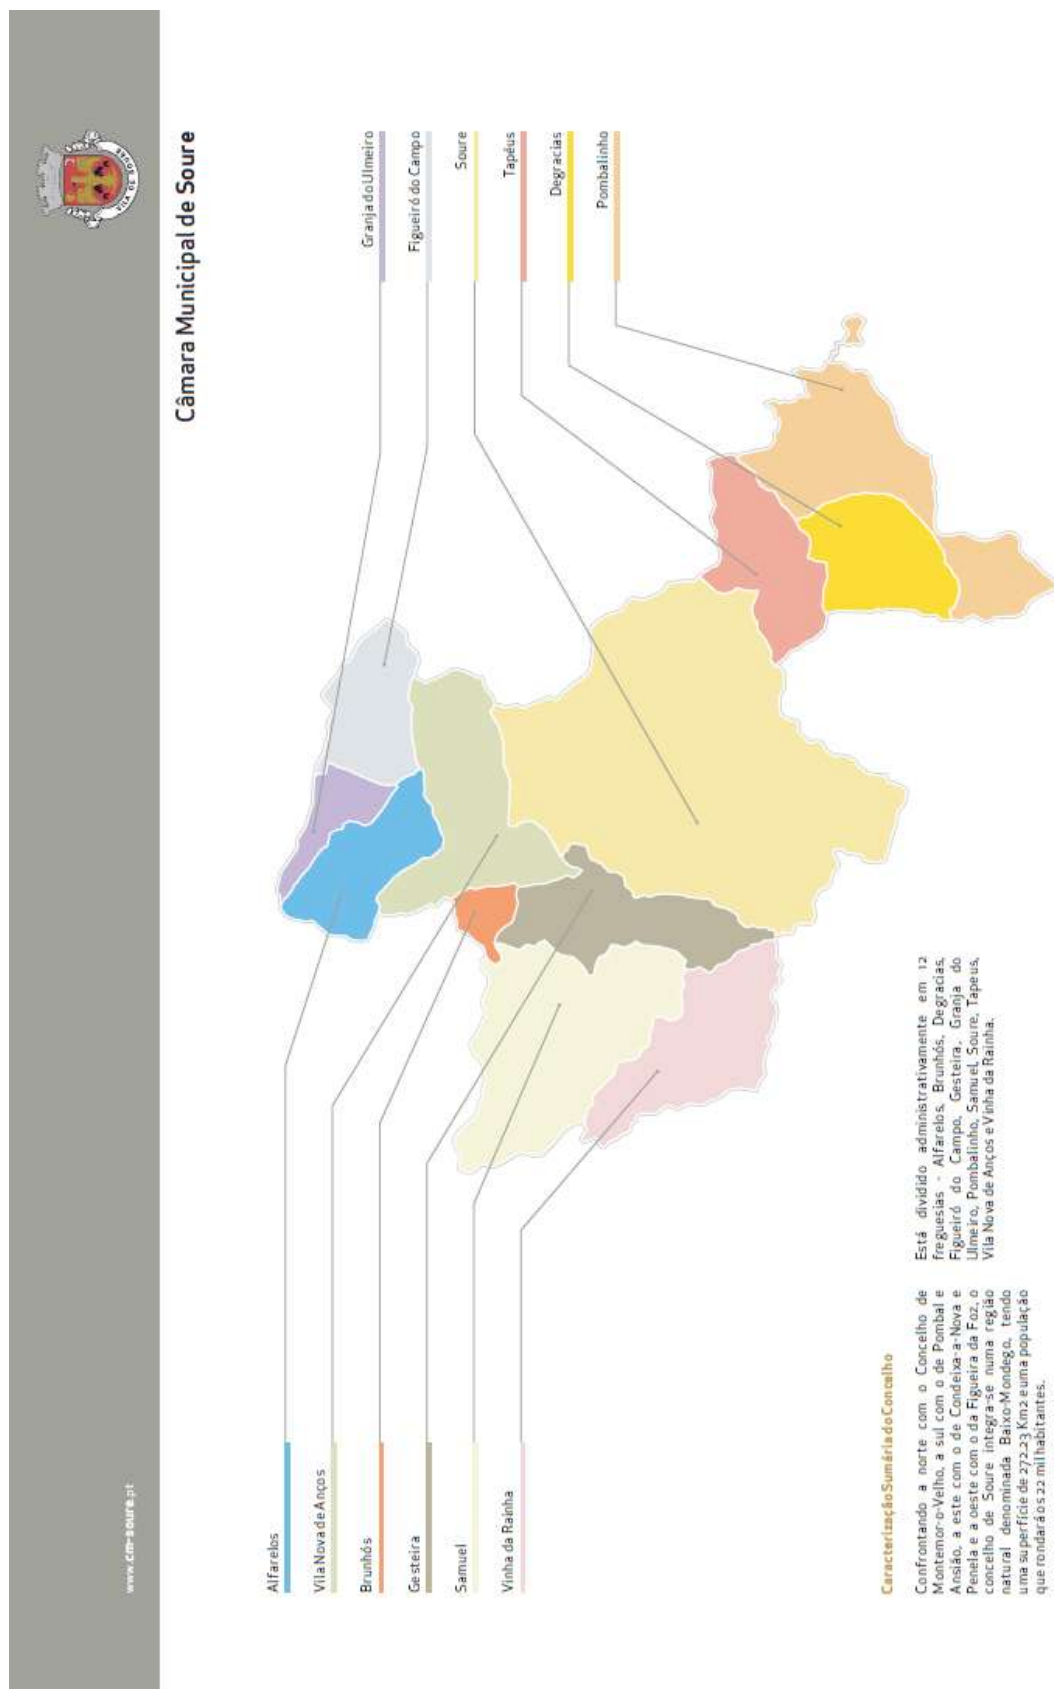 www.cm-soure.pt
VILA DE SOURE
Câmara Municipal de Soure
Alfarelos
Vila Nova de Anços
Brunhós
Gesteira
Samuel
Vinha da Rainha
Granja do Ulmeiro
Figueiró do Campo
Soure
Tapéus
Degracias
Pombalinho
Caracterização Sumária do Concelho
Confrontando a norte com o Concelho de
Montemor-o-Velho, a sul com o de Pombal e
Ansião, a este com o de Condeixa-a-Nova e
Penela e a oeste com o da Figueira da Foz, o
concelho de Soure integra-se numa região
natural denominada Baixo-Mondego, tendo
uma superfície de 272,23 Km2 e uma população
que rondará os 22 mil habitantes.
Está dividido administrativamente em 12
freguesias - Alfarelos, Brunhós, Degracias,
Figueiró do Campo, Gesteira, Granja do
Ulmeiro, Pombalinho, Samuel, Soure, Tapeus,
Vila Nova de Anços e Vinha da Rainha.